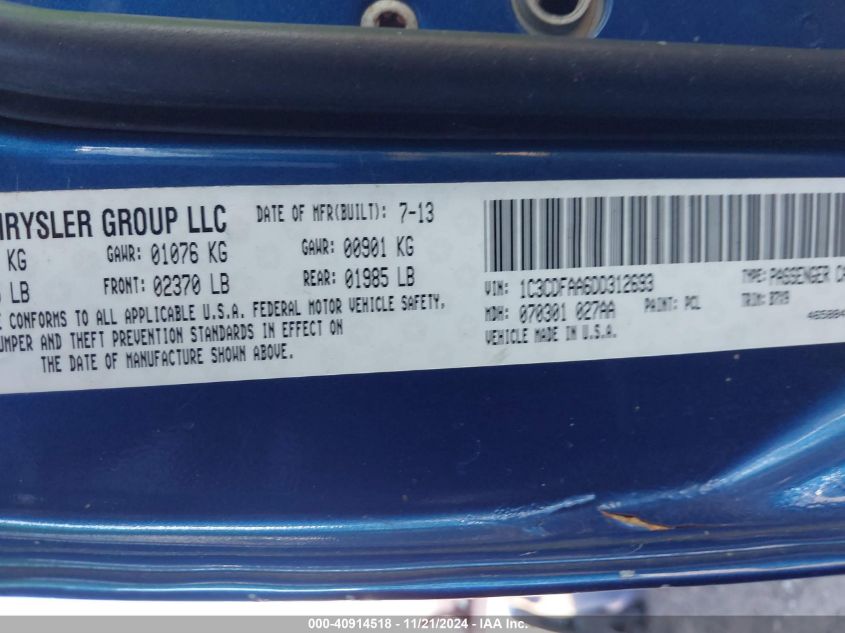 HRYSLER GROUP LLC
DATE OF MFR(BUILT): 7-13
KG GAWR: 01076 KG GAWR: 00901 KG
LB FRONT: 02370 LB REAR: 01985 LB
E CONFORMS TO ALL APPLICABLE U.S.A. FEDERAL MOTOR VEHICLE SAFETY,
UMPER AND THEFT PREVENTION STANDARDS IN EFFECT ON
THE DATE OF MANUFACTURE SHOWN ABOVE.
VIN: 1C3CDFAA6DD312693 TYPE: PASSENGER CA
MDH: 070301 027AA PAINT: PCL TRIM:
VEHICLE MADE IN U.S.A.
000-40914518 - 11/21/2024 - IAA Inc.